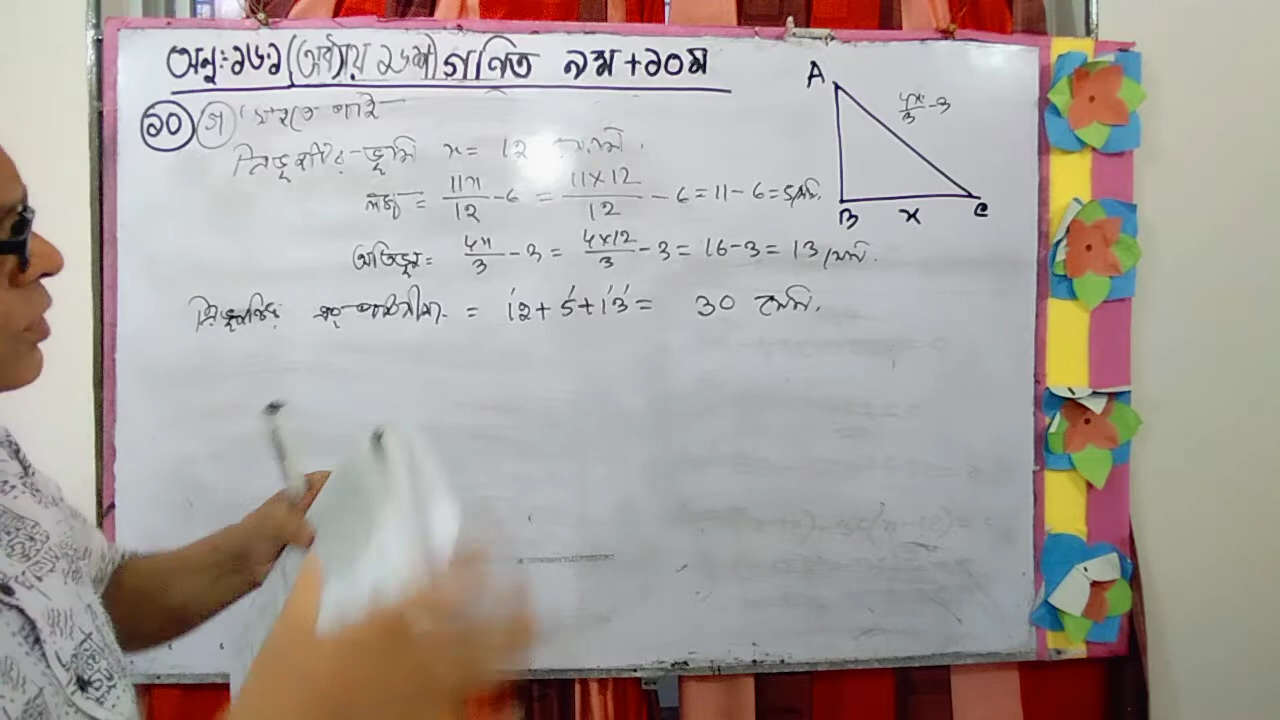 অনু:১৬.১ (অধ্যায় ১৬শ) গণিত ৯ম+১০ম
১০ গ হতে পাই
ত্রিভুজটির ভূমি x = 12 সেমি.
লম্ব = 11x/12 - 6 = 11×12/12 - 6 = 11 - 6 = 5 সেমি.
অতিভুজ = 4x/3 - 3 = 4×12/3 - 3 = 16 - 3 = 13 সেমি.
ত্রিভুজটির পরিসীমা = 12 + 5 + 13 = 30 সেমি.
A
4x/3 - 3
B x C